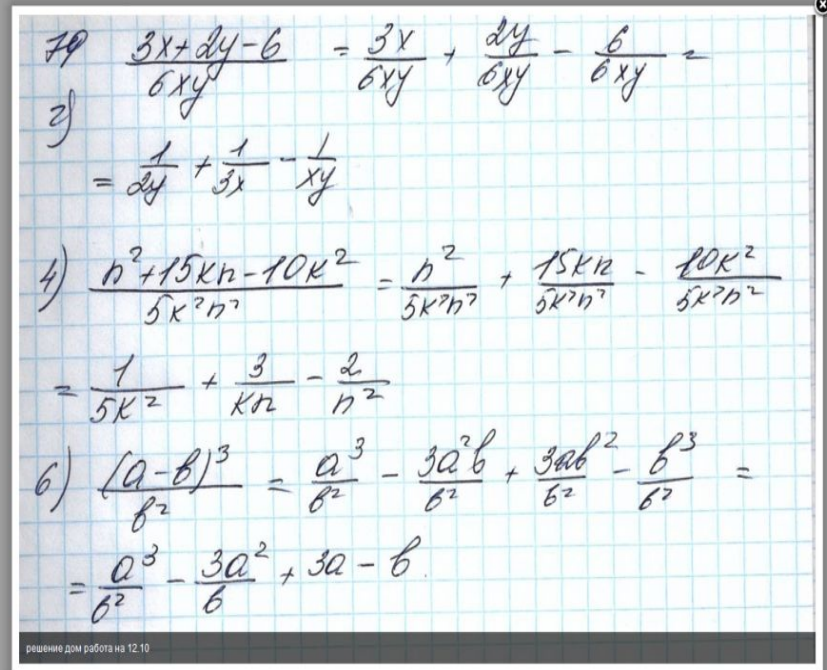 79 (3x+2y-6)/(6xy) = 3x/(6xy) + 2y/(6xy) - 6/(6xy) =
2)
= 1/(2y) + 1/(3x) - 1/(xy)
4) (n²+15kn-10k²)/(5k²n²) = n²/(5k²n²) + 15kn/(5k²n²) - 10k²/(5k²n²)
= 1/(5k²) + 3/(kn) - 2/n²
6) (a-b)³/b² = a³/b² - 3a²b/b² + 3ab²/b² - b³/b² =
= a³/b² - 3a²/b + 3a - b
решение дом работа на 12.10